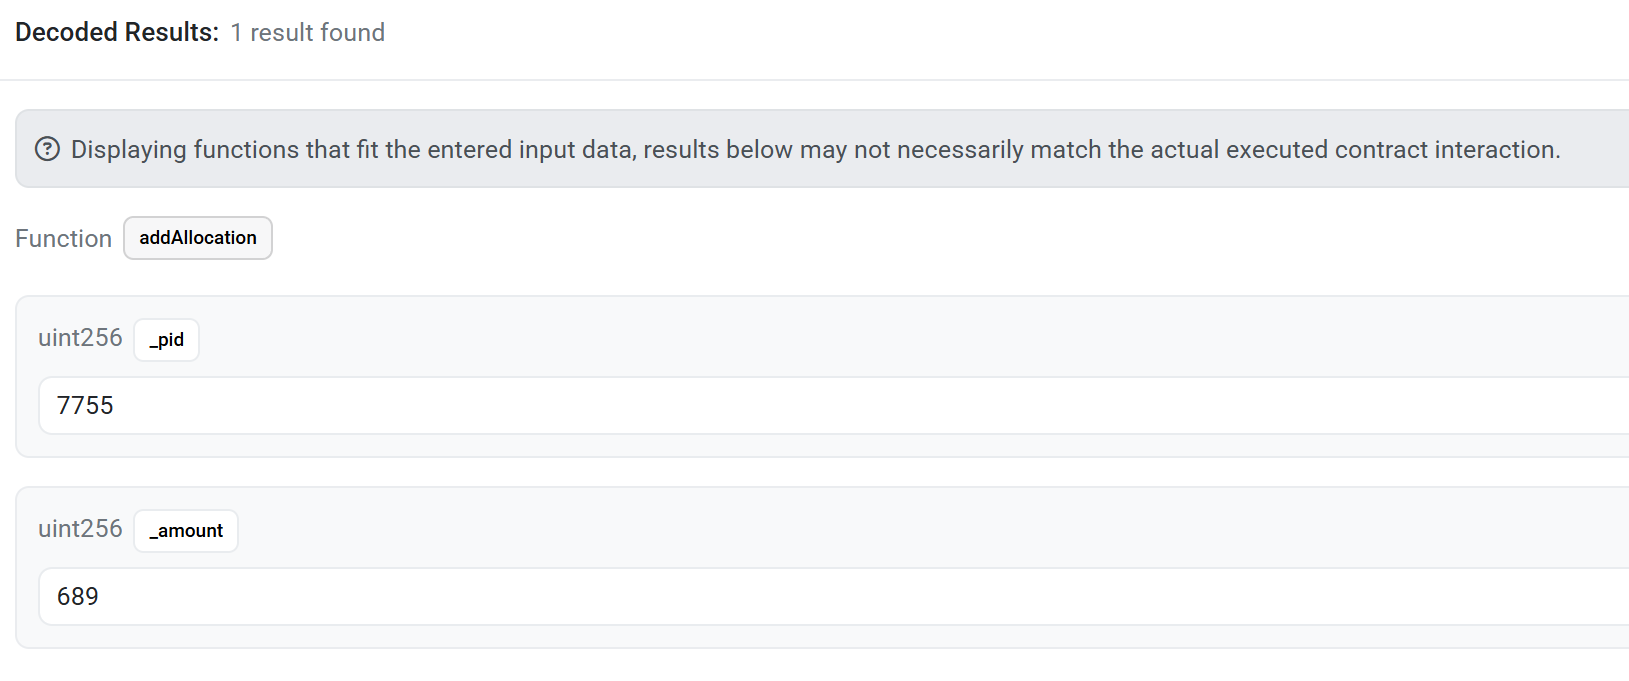 Decoded Results: 1 result found
Displaying functions that fit the entered input data, results below may not necessarily match the actual executed contract interaction.
Function addAllocation
uint256 _pid
7755
uint256 _amount
689